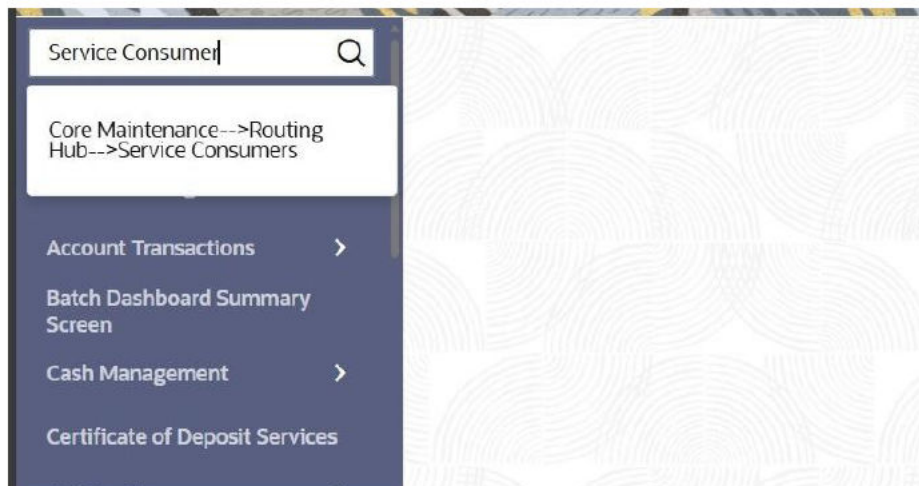 Service Consumer
Core Maintenance-->Routing
Hub-->Service Consumers
Account Transactions
Batch Dashboard Summary
Screen
Cash Management
Certificate of Deposit Services